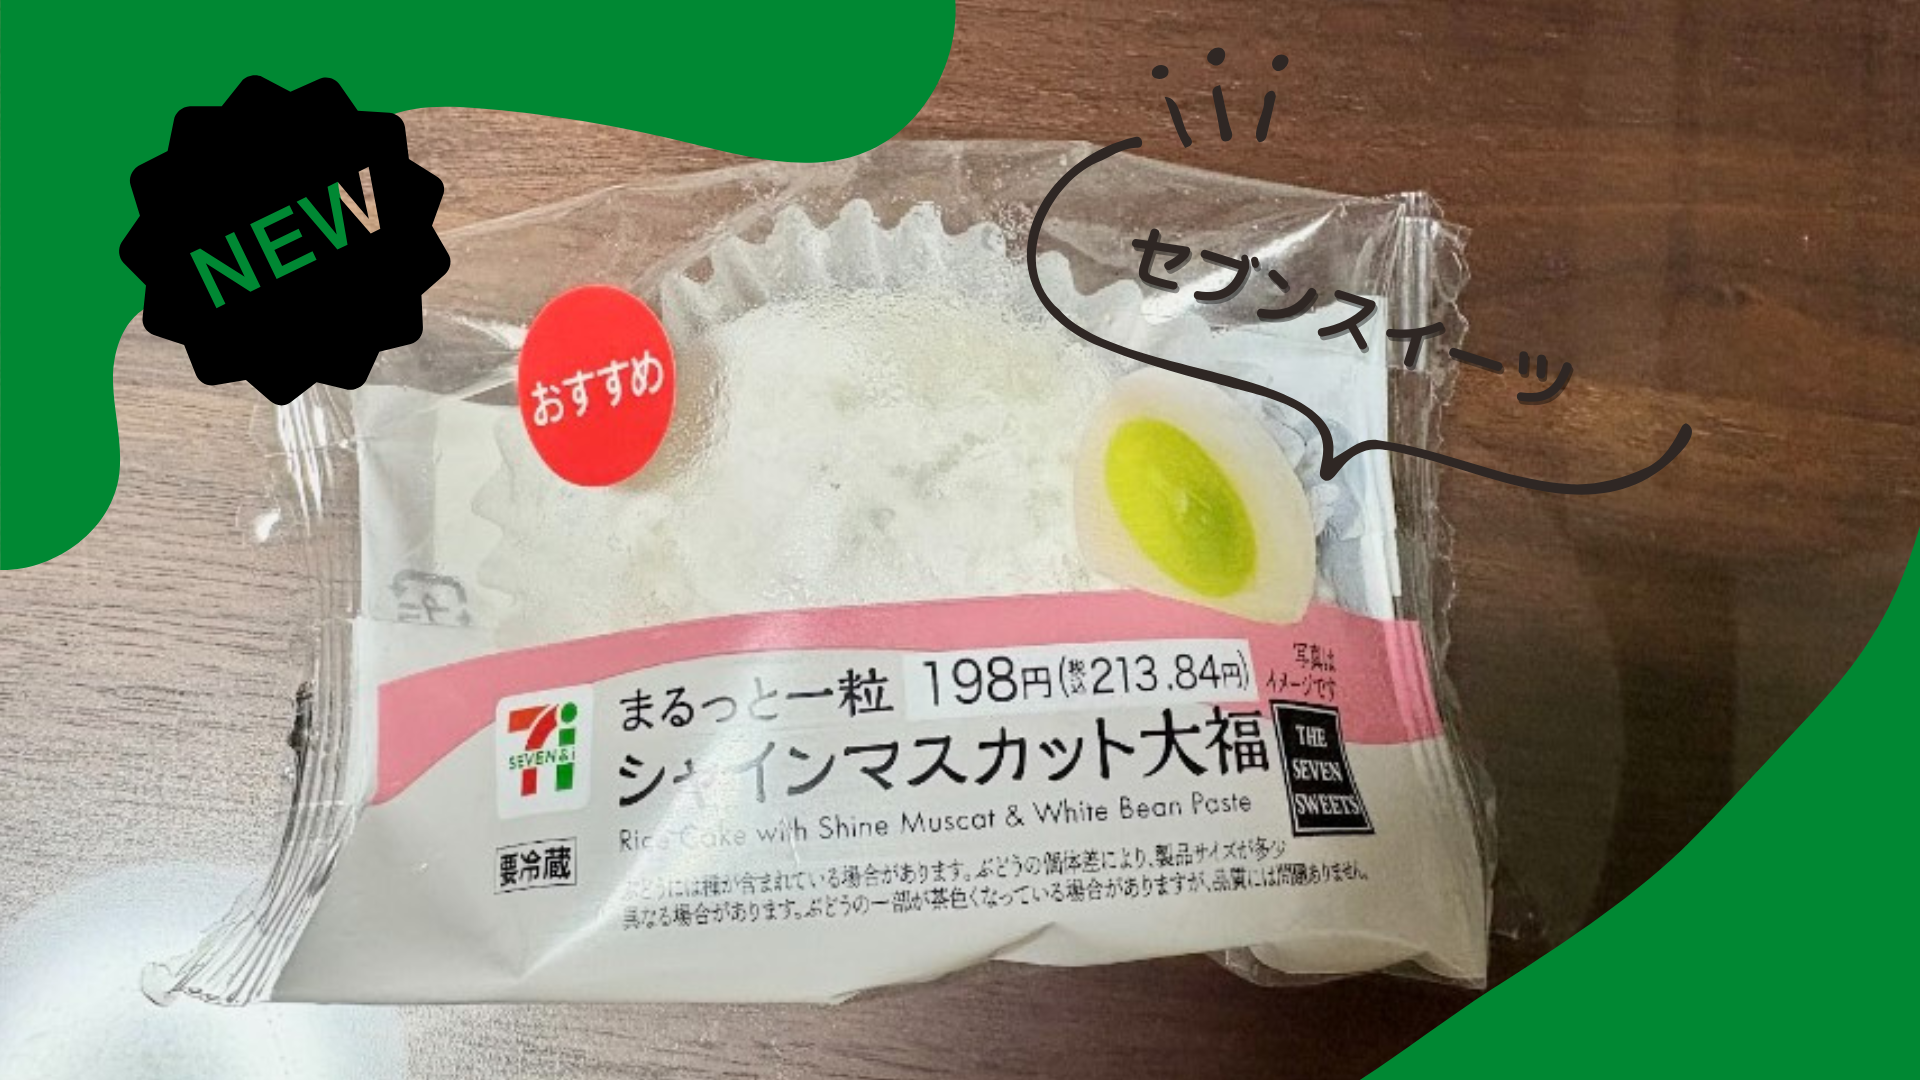 NEW
セブンスイーツ
おすすめ
まるっと一粒 198円(税込213.84円)
写真は
イメージです
シャインマスカット大福
Rice Cake with Shine Muscat & White Bean Paste
SEVEN&i
THE
SEVEN
SWEETS
要冷蔵
ぶどうには種が含まれている場合があります。ぶどうの個体差により、製品サイズが多少
異なる場合があります。ぶどうの一部が茶色くなっている場合がありますが、品質には問題ありません。